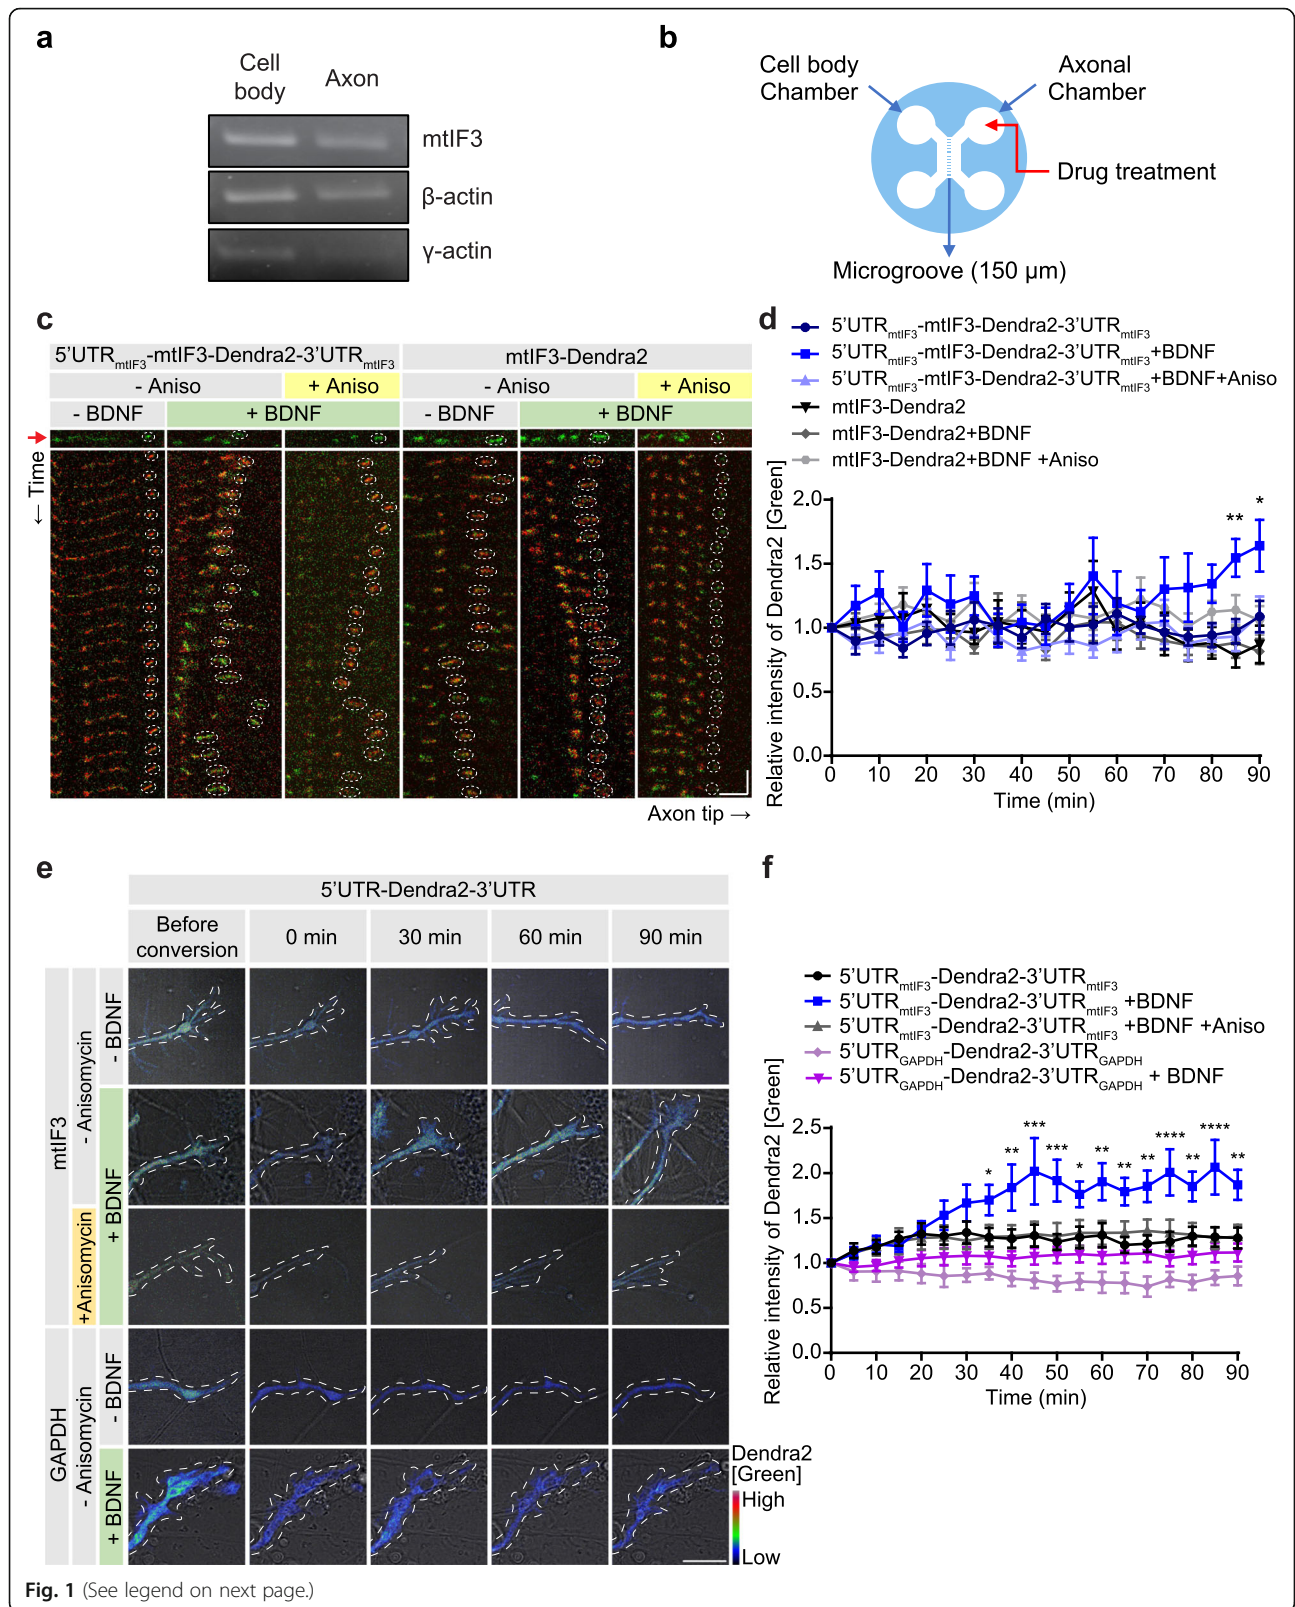 a
Cell body
Axon
mtIF3
β-actin
γ-actin
b
Cell body Chamber
Axonal Chamber
Drug treatment
Microgroove (150 µm)
c
5’UTRmtIF3-mtIF3-Dendra2-3’UTRmtIF3
mtIF3-Dendra2
- Aniso
+ Aniso
- Aniso
+ Aniso
- BDNF
+ BDNF
- BDNF
+ BDNF
← Time
Axon tip →
d
5’UTRmtIF3-mtIF3-Dendra2-3’UTRmtIF3
5’UTRmtIF3-mtIF3-Dendra2-3’UTRmtIF3+BDNF
5’UTRmtIF3-mtIF3-Dendra2-3’UTRmtIF3+BDNF+Aniso
mtIF3-Dendra2
mtIF3-Dendra2+BDNF
mtIF3-Dendra2+BDNF +Aniso
Relative intensity of Dendra2 [Green]
2.0
1.5
1.0
0.5
0.0
** *
0 10 20 30 40 50 60 70 80 90
Time (min)
e
5’UTR-Dendra2-3’UTR
Before conversion
0 min
30 min
60 min
90 min
mtIF3
- Anisomycin
- BDNF
+ BDNF
+Anisomycin
GAPDH
- Anisomycin
- BDNF
+ BDNF
Dendra2
[Green]
High
Low
f
5’UTRmtIF3-Dendra2-3’UTRmtIF3
5’UTRmtIF3-Dendra2-3’UTRmtIF3 +BDNF
5’UTRmtIF3-Dendra2-3’UTRmtIF3 +BDNF +Aniso
5’UTRGAPDH-Dendra2-3’UTRGAPDH
5’UTRGAPDH-Dendra2-3’UTRGAPDH + BDNF
Relative intensity of Dendra2 [Green]
2.5
2.0
1.5
1.0
0.5
0.0
* ** *** *** * ** ** ** **** ** **** **
0 10 20 30 40 50 60 70 80 90
Time (min)
Fig. 1 (See legend on next page.)